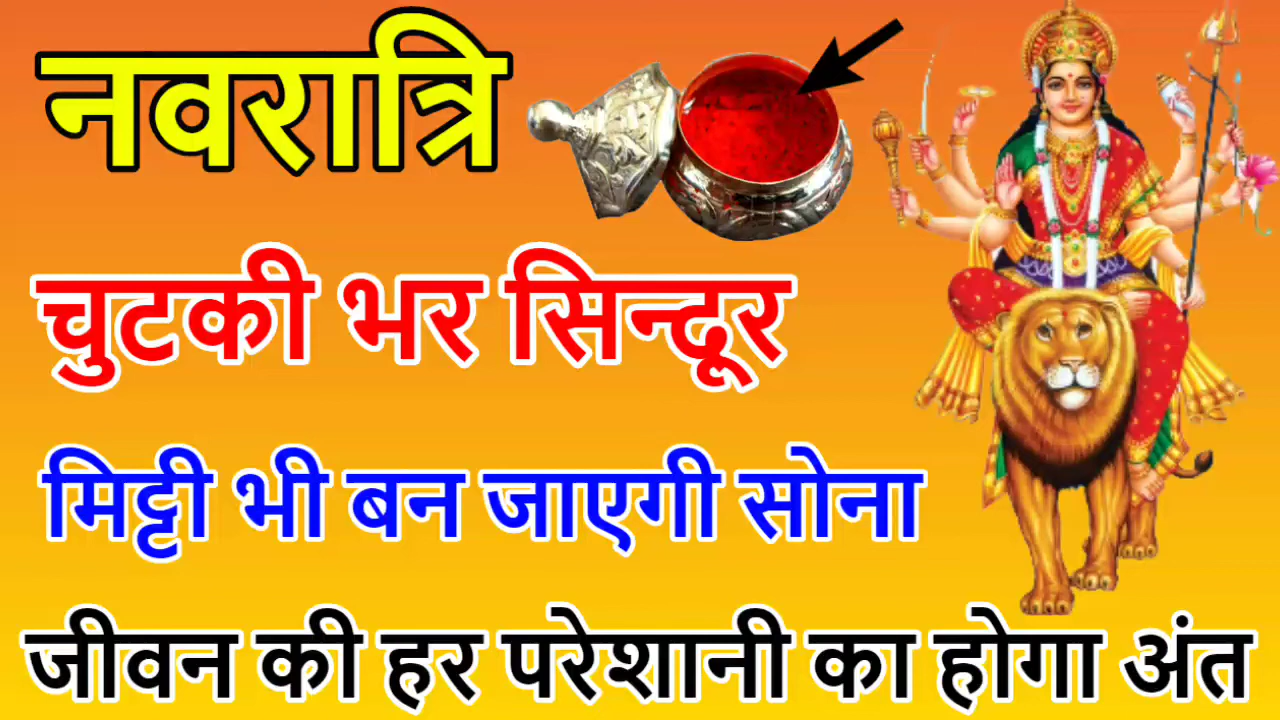 नवरात्रि
चुटकी भर सिन्दूर
मिट्टी भी बन जाएगी सोना
जीवन की हर परेशानी का होगा अंत